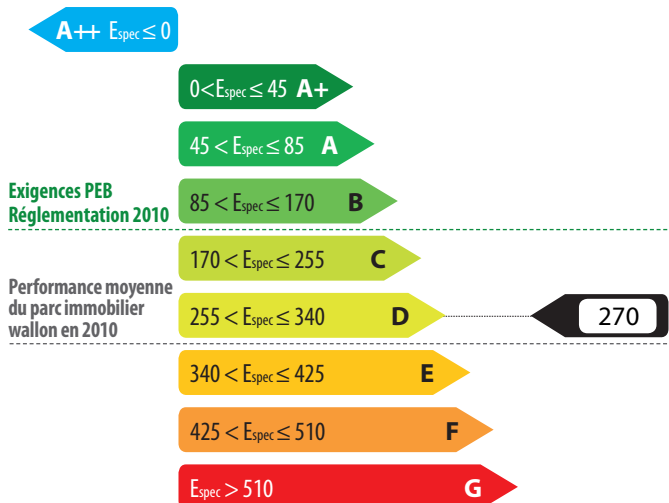 A++ Espec ≤ 0
0<Espec ≤ 45 A+
45 < Espec ≤ 85 A
Exigences PEB
Réglementation 2010
85 < Espec ≤ 170 B
170 < Espec ≤ 255 C
Performance moyenne
du parc immobilier
wallon en 2010
255 < Espec ≤ 340 D
270
340 < Espec ≤ 425 E
425 < Espec ≤ 510 F
Espec > 510 G